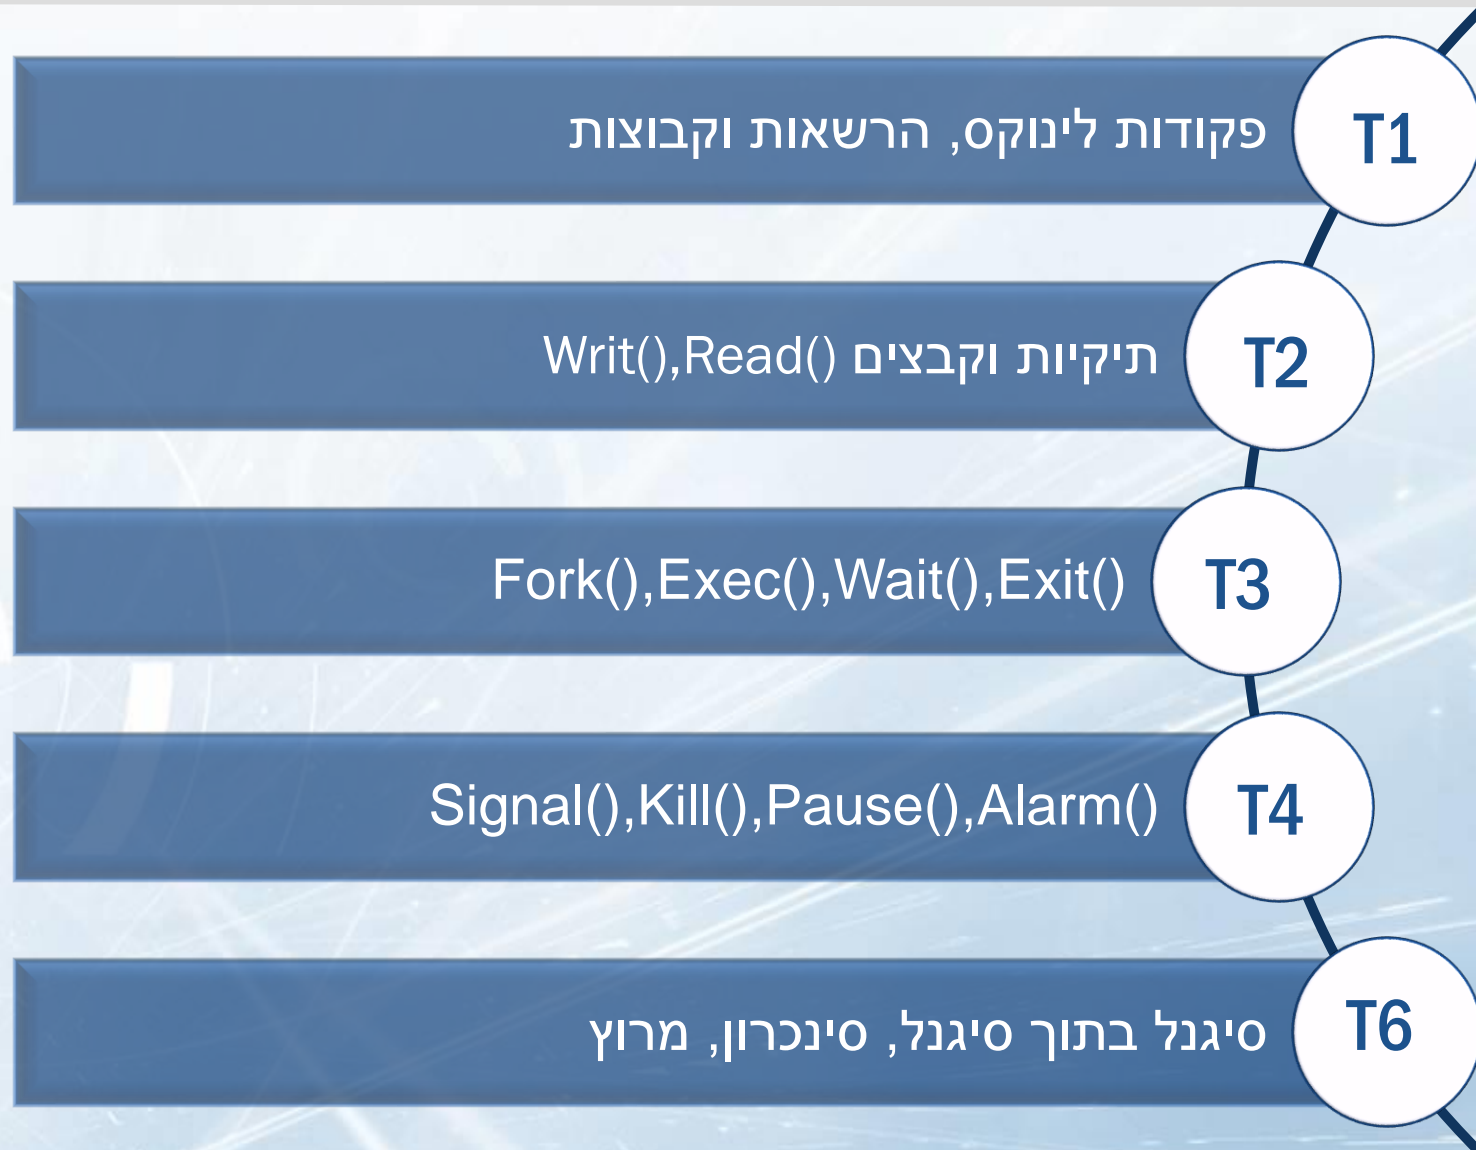 T1
פקודות לינוקס, הרשאות וקבוצות
T2
תיקיות וקבצים Writ(),Read()
T3
Fork(),Exec(),Wait(),Exit()
T4
Signal(),Kill(),Pause(),Alarm()
T6
סיגנל בתוך סיגנל, סינכרון, מרוץ